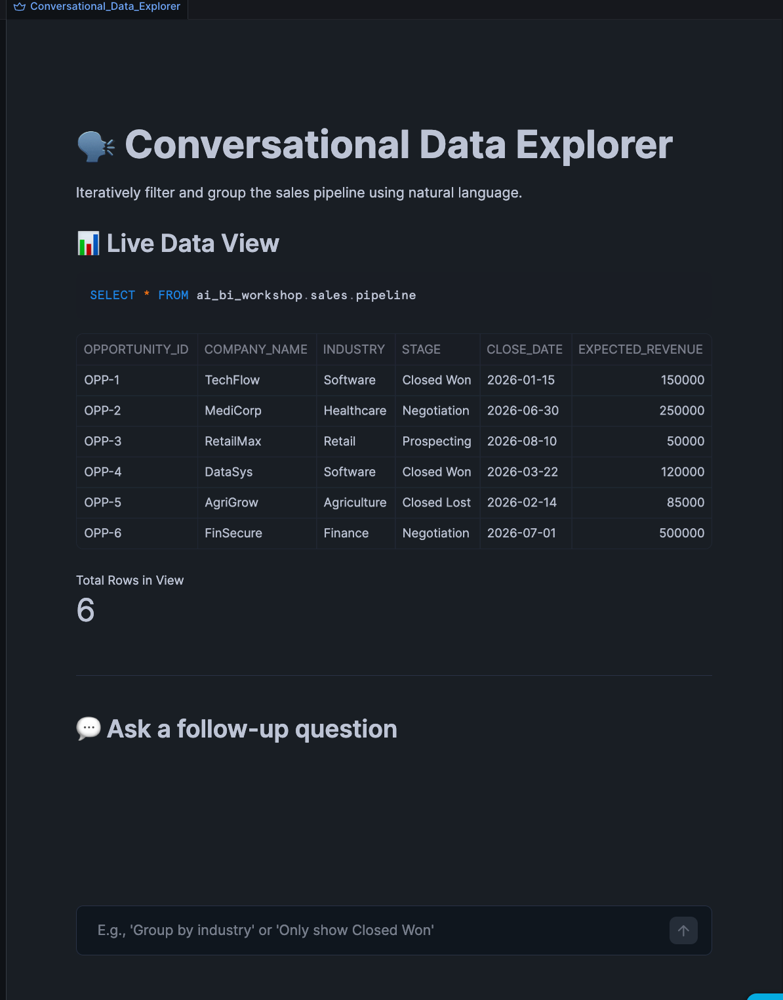 Conversational_Data_Explorer
🗣️ Conversational Data Explorer
Iteratively filter and group the sales pipeline using natural language.
📊 Live Data View
SELECT * FROM ai_bi_workshop.sales.pipeline
OPPORTUNITY_ID COMPANY_NAME INDUSTRY STAGE CLOSE_DATE EXPECTED_REVENUE
OPP-1 TechFlow Software Closed Won 2026-01-15 150000
OPP-2 MediCorp Healthcare Negotiation 2026-06-30 250000
OPP-3 RetailMax Retail Prospecting 2026-08-10 50000
OPP-4 DataSys Software Closed Won 2026-03-22 120000
OPP-5 AgriGrow Agriculture Closed Lost 2026-02-14 85000
OPP-6 FinSecure Finance Negotiation 2026-07-01 500000
Total Rows in View
6
💬 Ask a follow-up question
E.g., 'Group by industry' or 'Only show Closed Won'